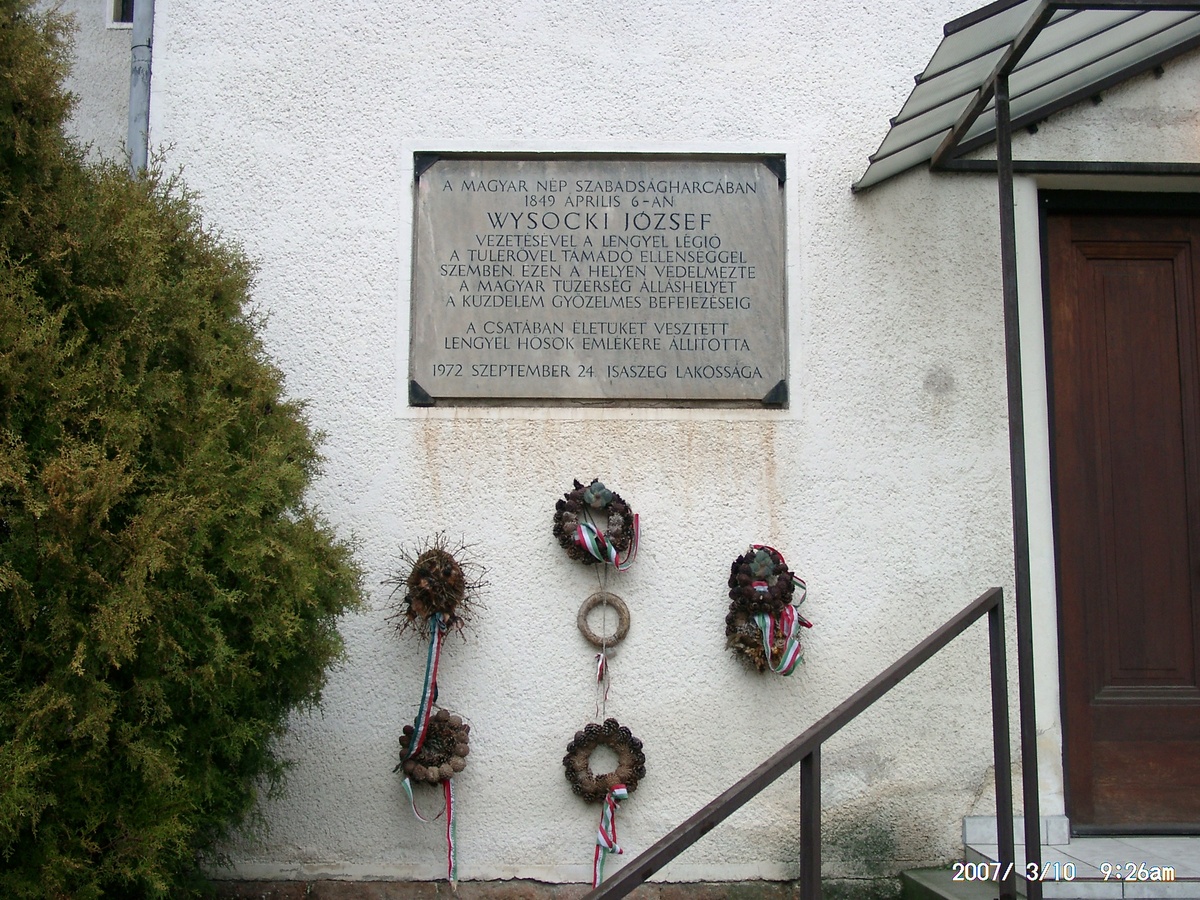 A MAGYAR NÉP SZABADSÁGHARCÁBAN
1849 ÁPRILIS 6-ÁN
WYSOCKI JÓZSEF
VEZETÉSÉVEL A LENGYEL LÉGIÓ
A TÚLERŐVEL TÁMADÓ ELLENSÉGGEL
SZEMBEN EZEN A HELYEN VÉDELMEZTE
A MAGYAR TÜZÉRSÉG ÁLLÁSHELYÉT
A KÜZDELEM GYŐZELMES BEFEJEZÉSÉIG
A CSATÁBAN ÉLETÜKET VESZTETT
LENGYEL HŐSÖK EMLÉKÉRE ÁLLÍTOTTA
1972 SZEPTEMBER 24. ISASZEG LAKOSSÁGA
2007/ 3/10 9:26am